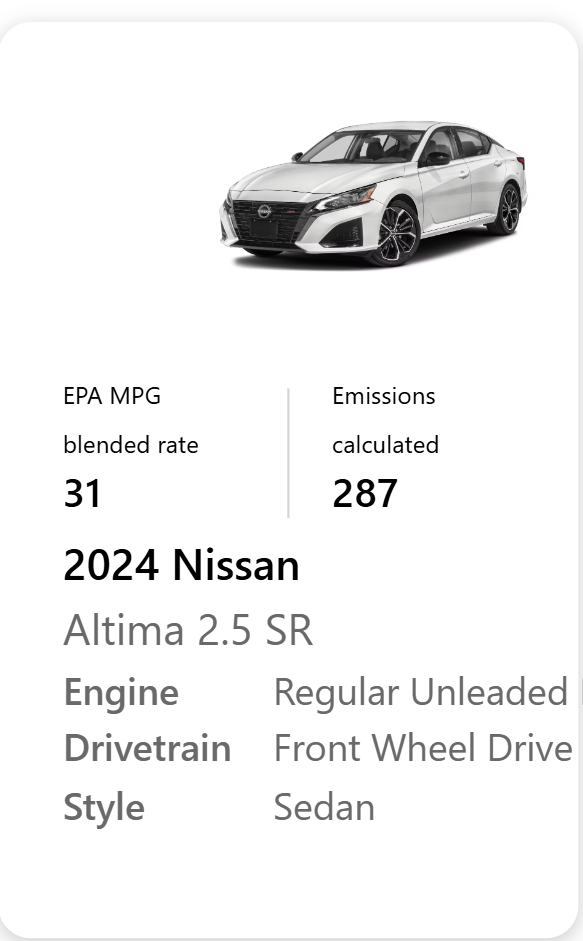 EPA MPG
blended rate
31
Emissions
calculated
287
2024 Nissan
Altima 2.5 SR
Engine Regular Unleaded
Drivetrain Front Wheel Drive
Style Sedan